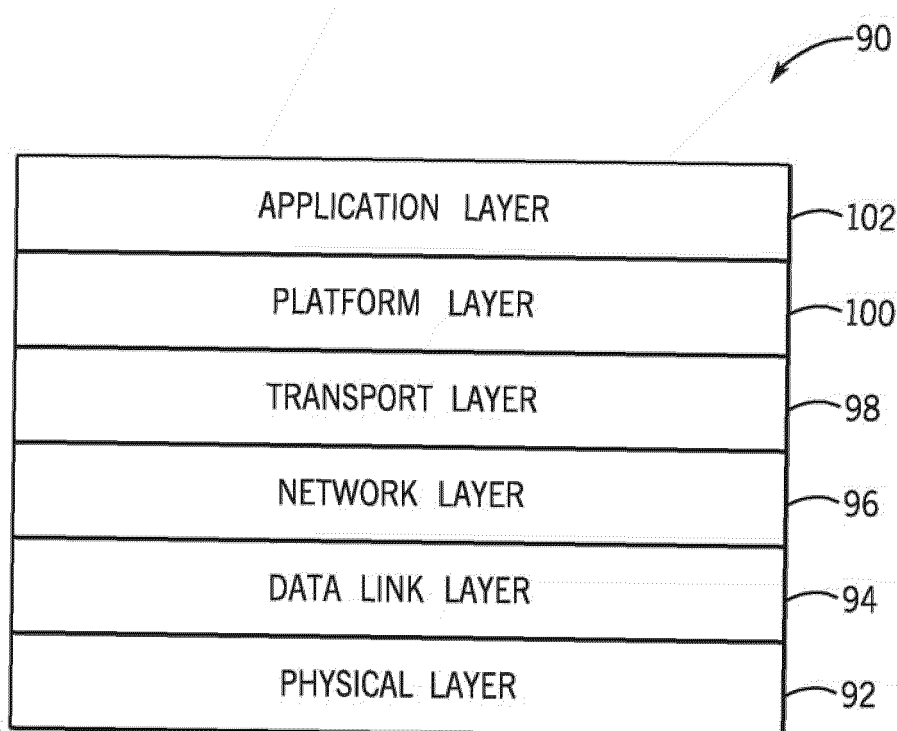 90
APPLICATION LAYER 102
PLATFORM LAYER 100
TRANSPORT LAYER 98
NETWORK LAYER 96
DATA LINK LAYER 94
PHYSICAL LAYER 92